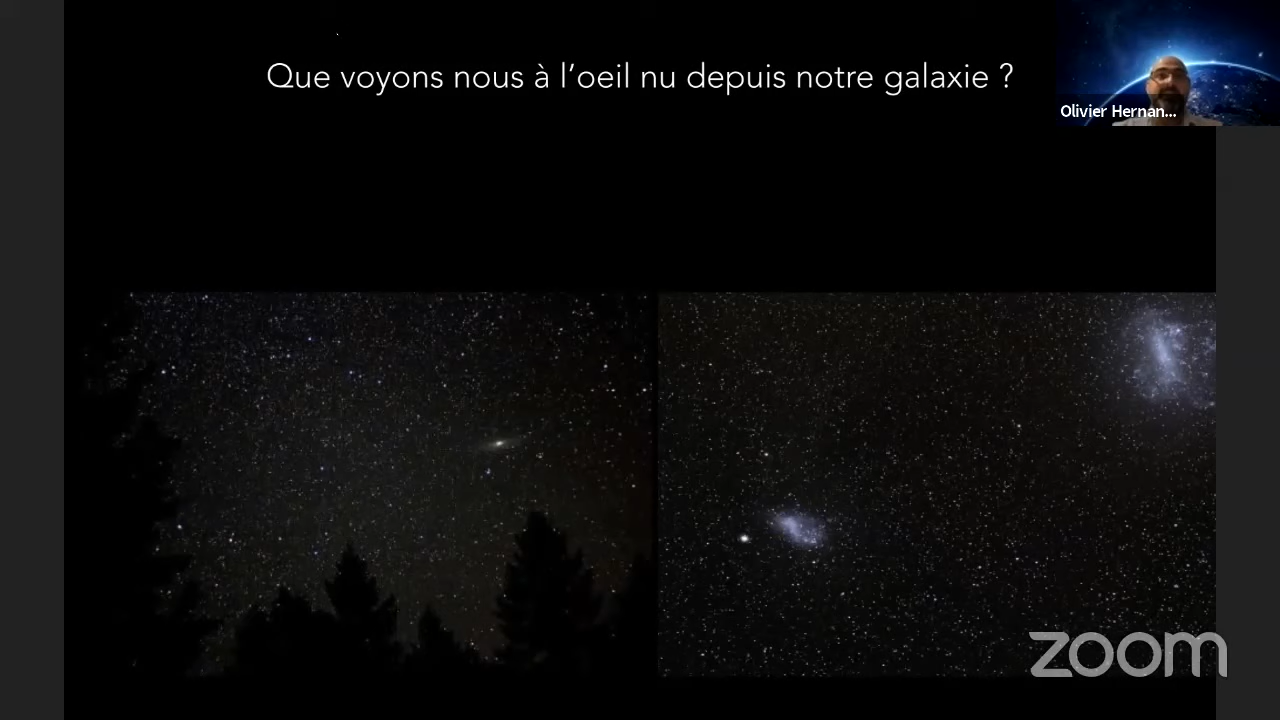 Que voyons nous à l’oeil nu depuis notre galaxie ?
Olivier Hernan...
zoom